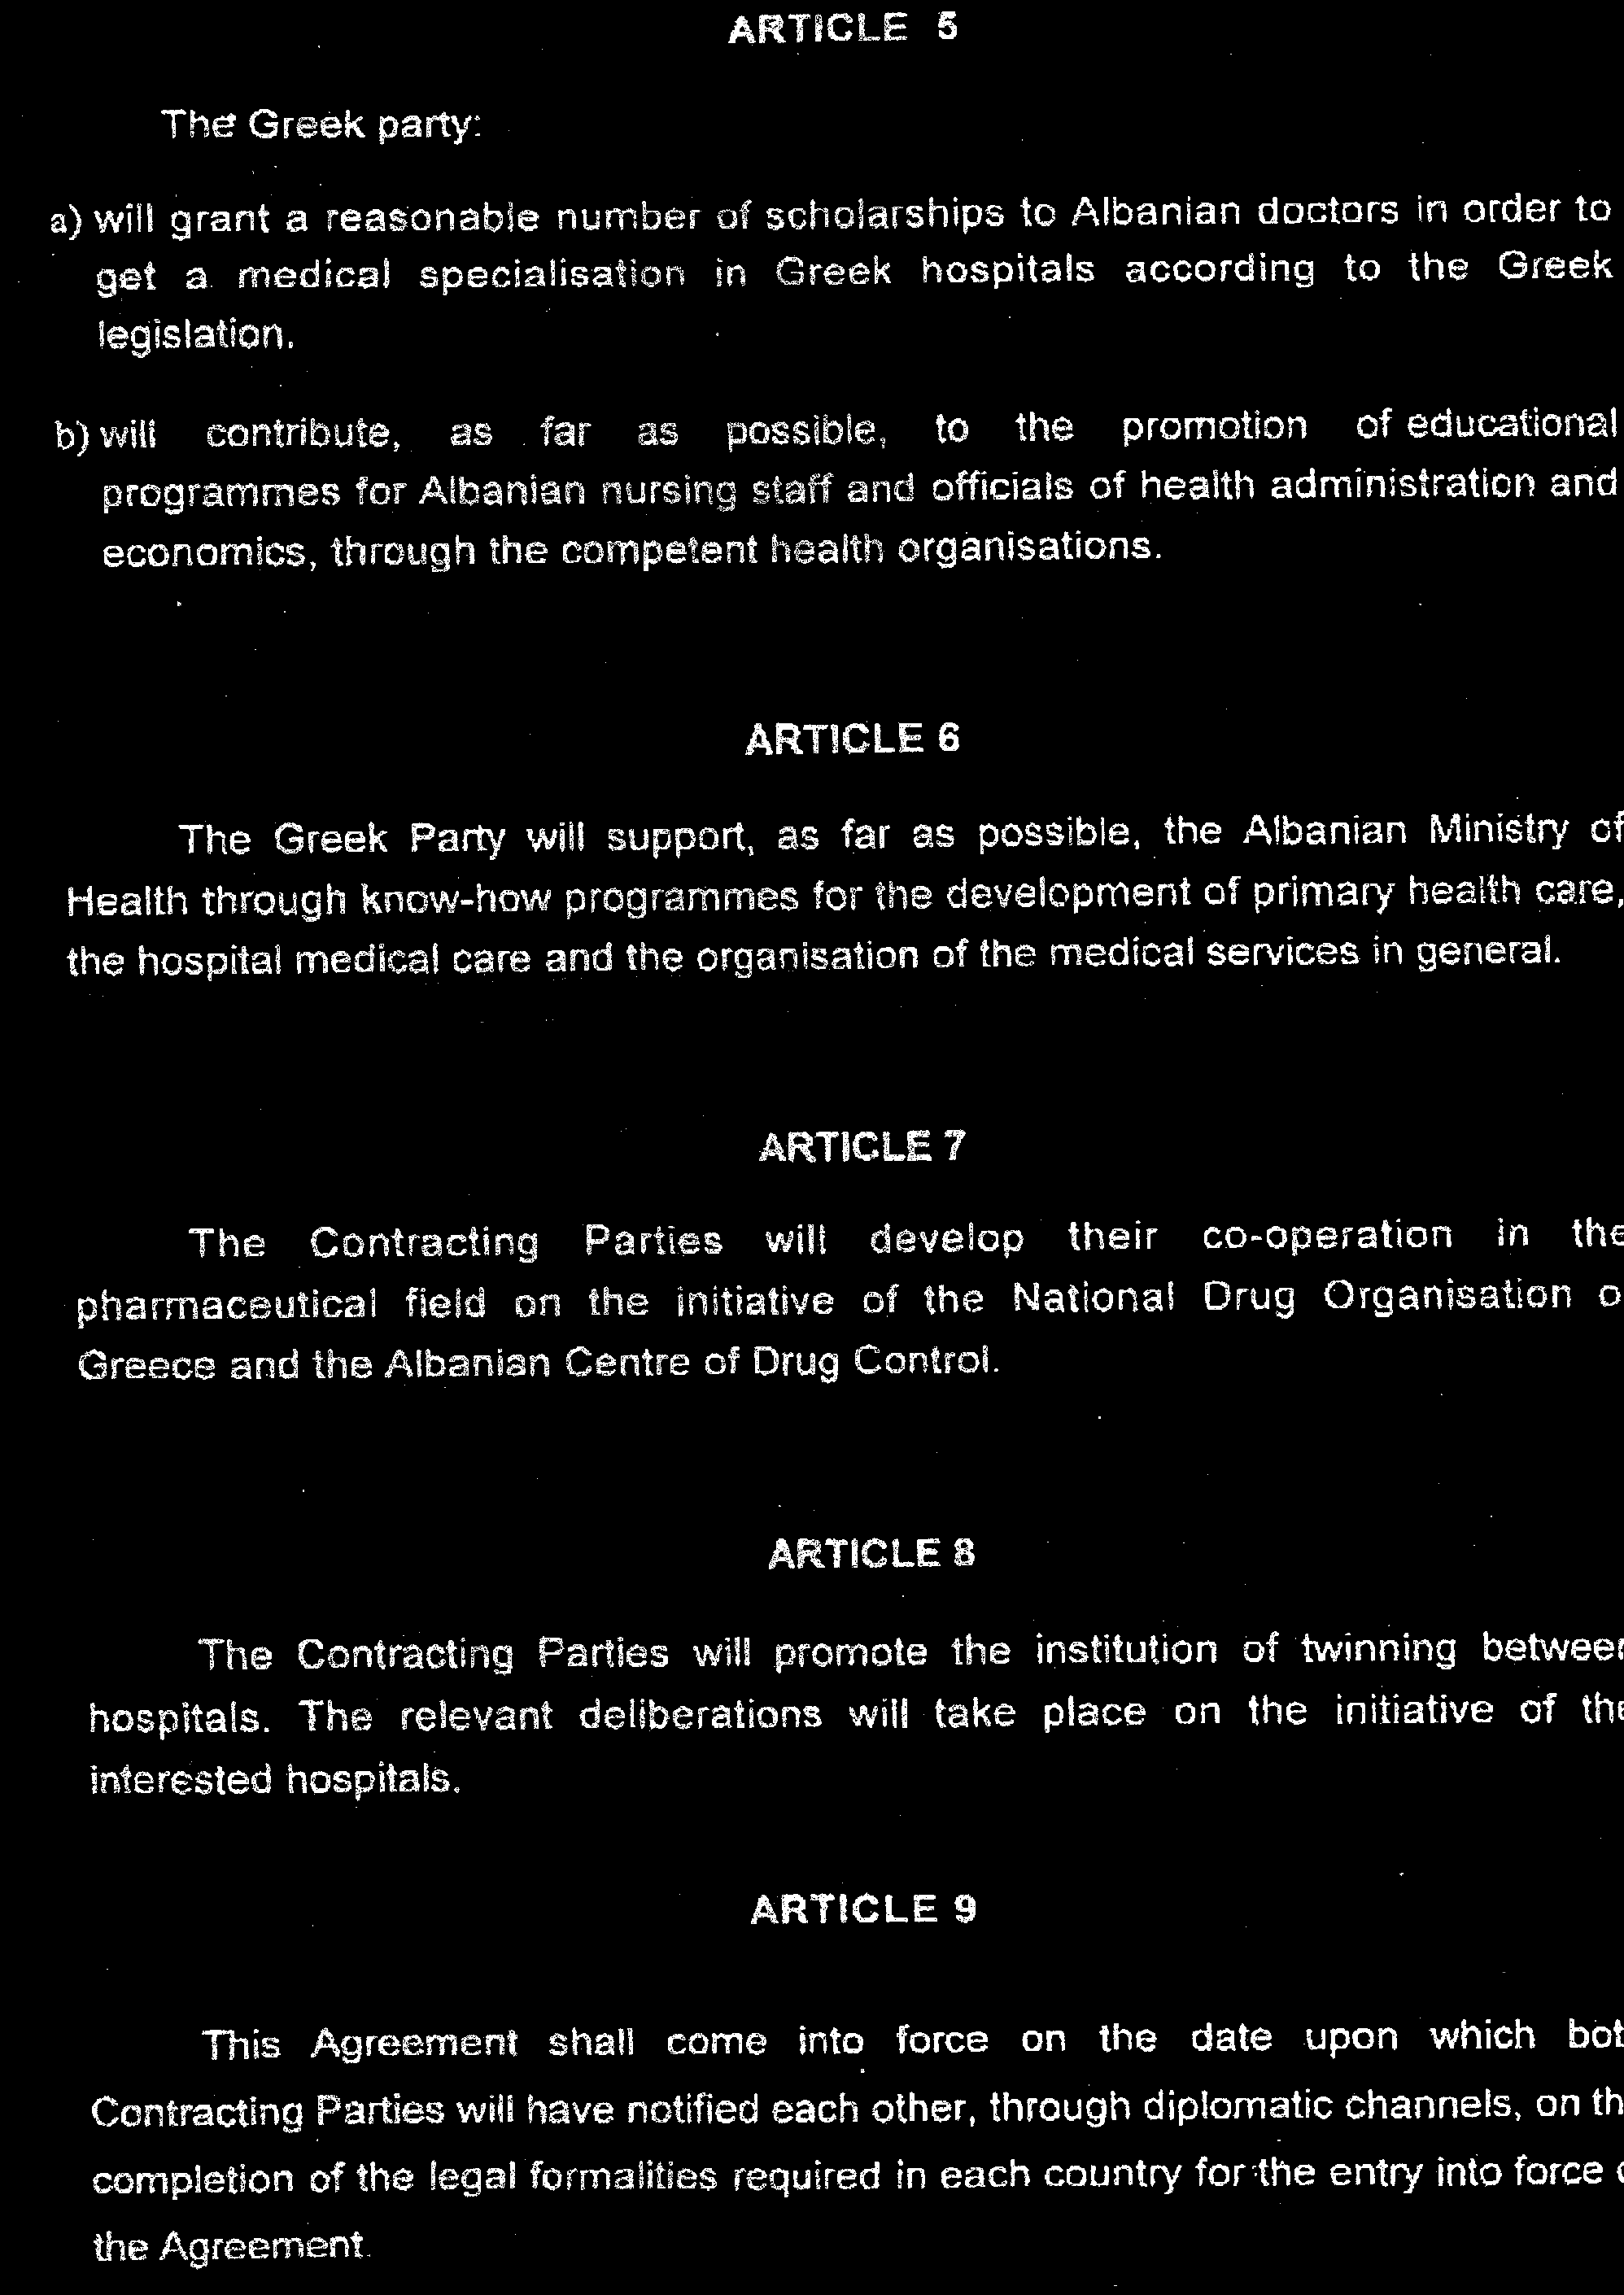 ARTICLE 5
The Greek party:
a) will grant a reasonable number of scholarships to Albanian doctors in order to
get a medical specialisation in Greek hospitals according to the Greek
legislation.
b) will contribute, as far as possible, to the promotion of educational
programmes for Albanian nursing staff and officials of health administration and
economics, through the competent health organisations.
ARTICLE 6
The Greek Party will support, as far as possible, the Albanian Ministry of
Health through know-how programmes for the development of primary health care,
the hospital medical care and the organisation of the medical services in general.
ARTICLE 7
The Contracting Parties will develop their co-operation in the
pharmaceutical field on the initiative of the National Drug Organisation o
Greece and the Albanian Centre of Drug Control.
ARTICLE 8
The Contracting Parties will promote the institution of twinning between
hospitals. The relevant deliberations will take place on the initiative of the
interested hospitals.
ARTICLE 9
This Agreement shall come into force on the date upon which bot
Contracting Parties will have notified each other, through diplomatic channels, on th
completion of the legal formalities required in each country for the entry into force
the Agreement.